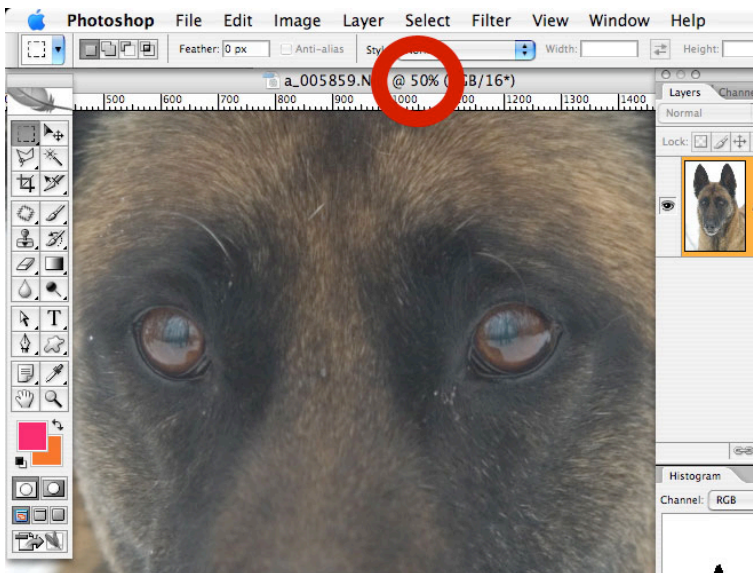 Photoshop File Edit Image Layer Select Filter View Window Help
Feather: 0 px Anti-alias Width: Height:
a_005859.N @ 50% GB/16*)
500 600 700 800 900 1000 1200 1300 1400
Layers Channe
Normal
Lock:
T
Histogram
Channel: RGB